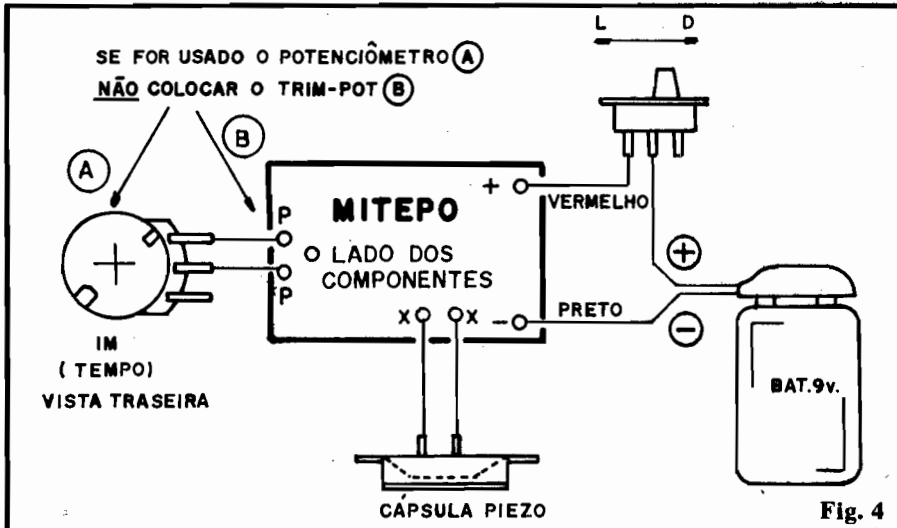 L D
SE FOR USADO O POTENCIÔMETRO A
NÃO COLOCAR O TRIM-POT B
A
B
P
P
MITEPO
LADO DOS
COMPONENTES
+
VERMELHO
X X
-
PRETO
+
-
1M
( TEMPO )
VISTA TRASEIRA
BAT.9v.
CÁPSULA PIEZO
Fig. 4